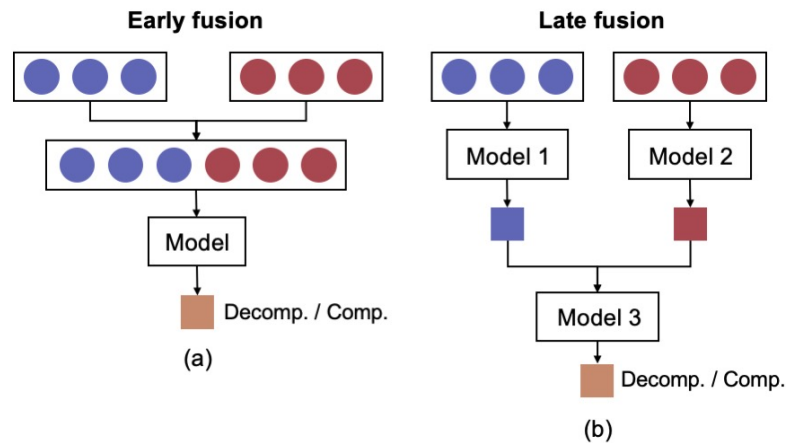 Early fusion
Model
Decomp. / Comp.
(a)
Late fusion
Model 1
Model 2
Model 3
Decomp. / Comp.
(b)